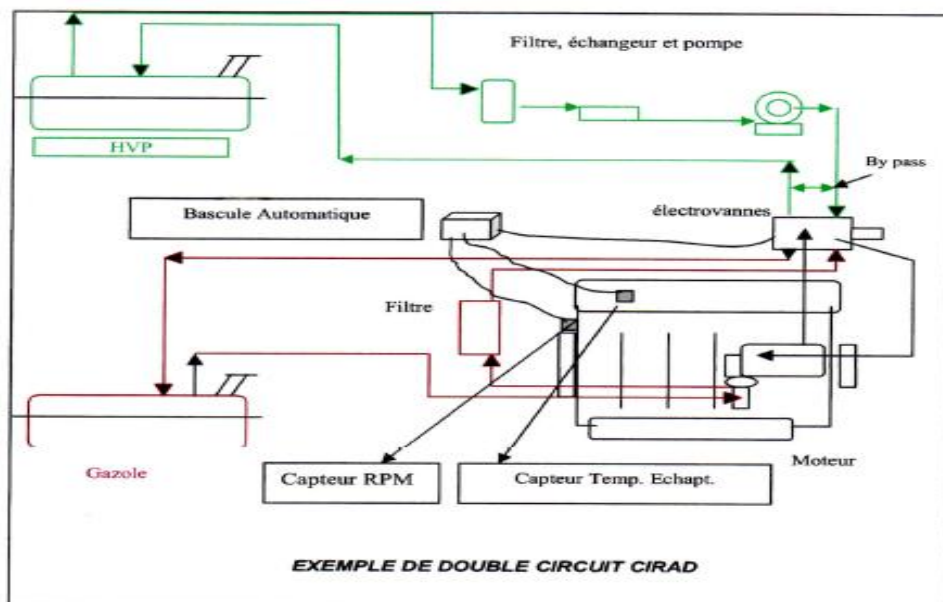 Filtre, échangeur et pompe
HVP
By pass
Bascule Automatique
électrovannes
Filtre
Gazole
Capteur RPM
Capteur Temp. Echapt.
Moteur
EXEMPLE DE DOUBLE CIRCUIT CIRAD